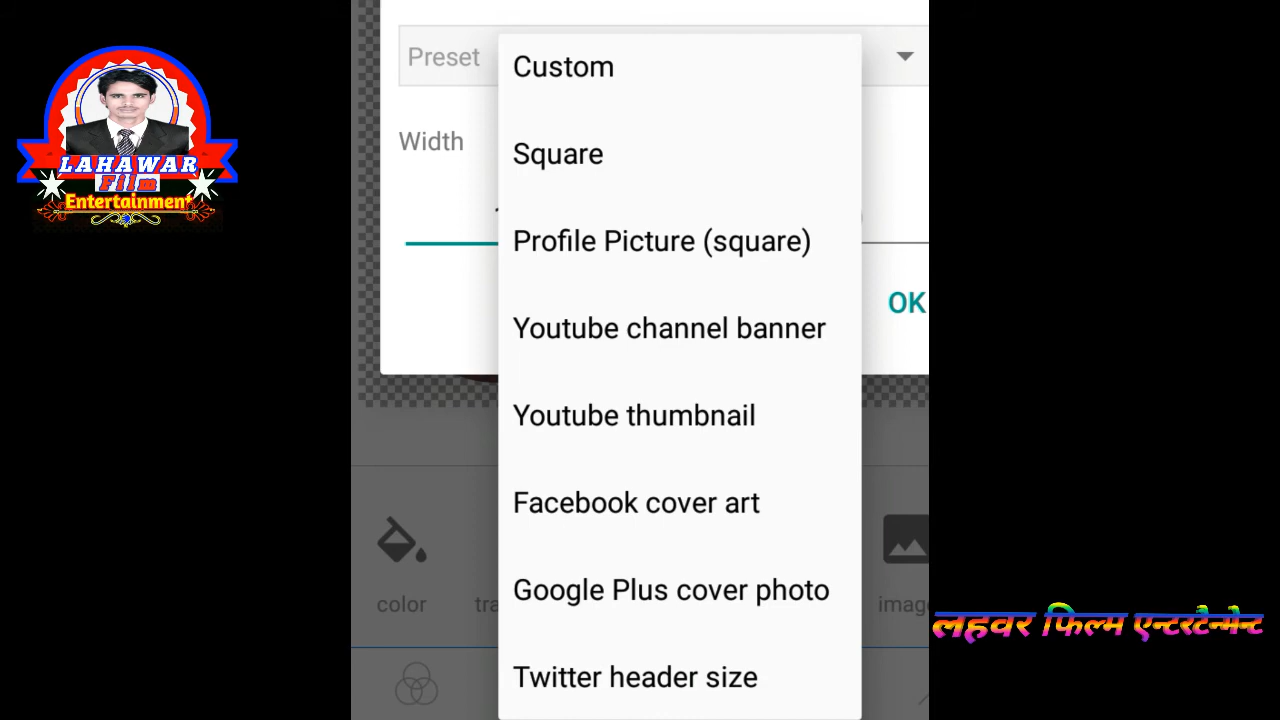 LAHAWAR
Film
Entertainment
Preset
Width
Custom
Square
Profile Picture (square)
Youtube channel banner
Youtube thumbnail
Facebook cover art
Google Plus cover photo
Twitter header size
OK
color
लहवर फिल्म एन्टरटैन्मेन्ट